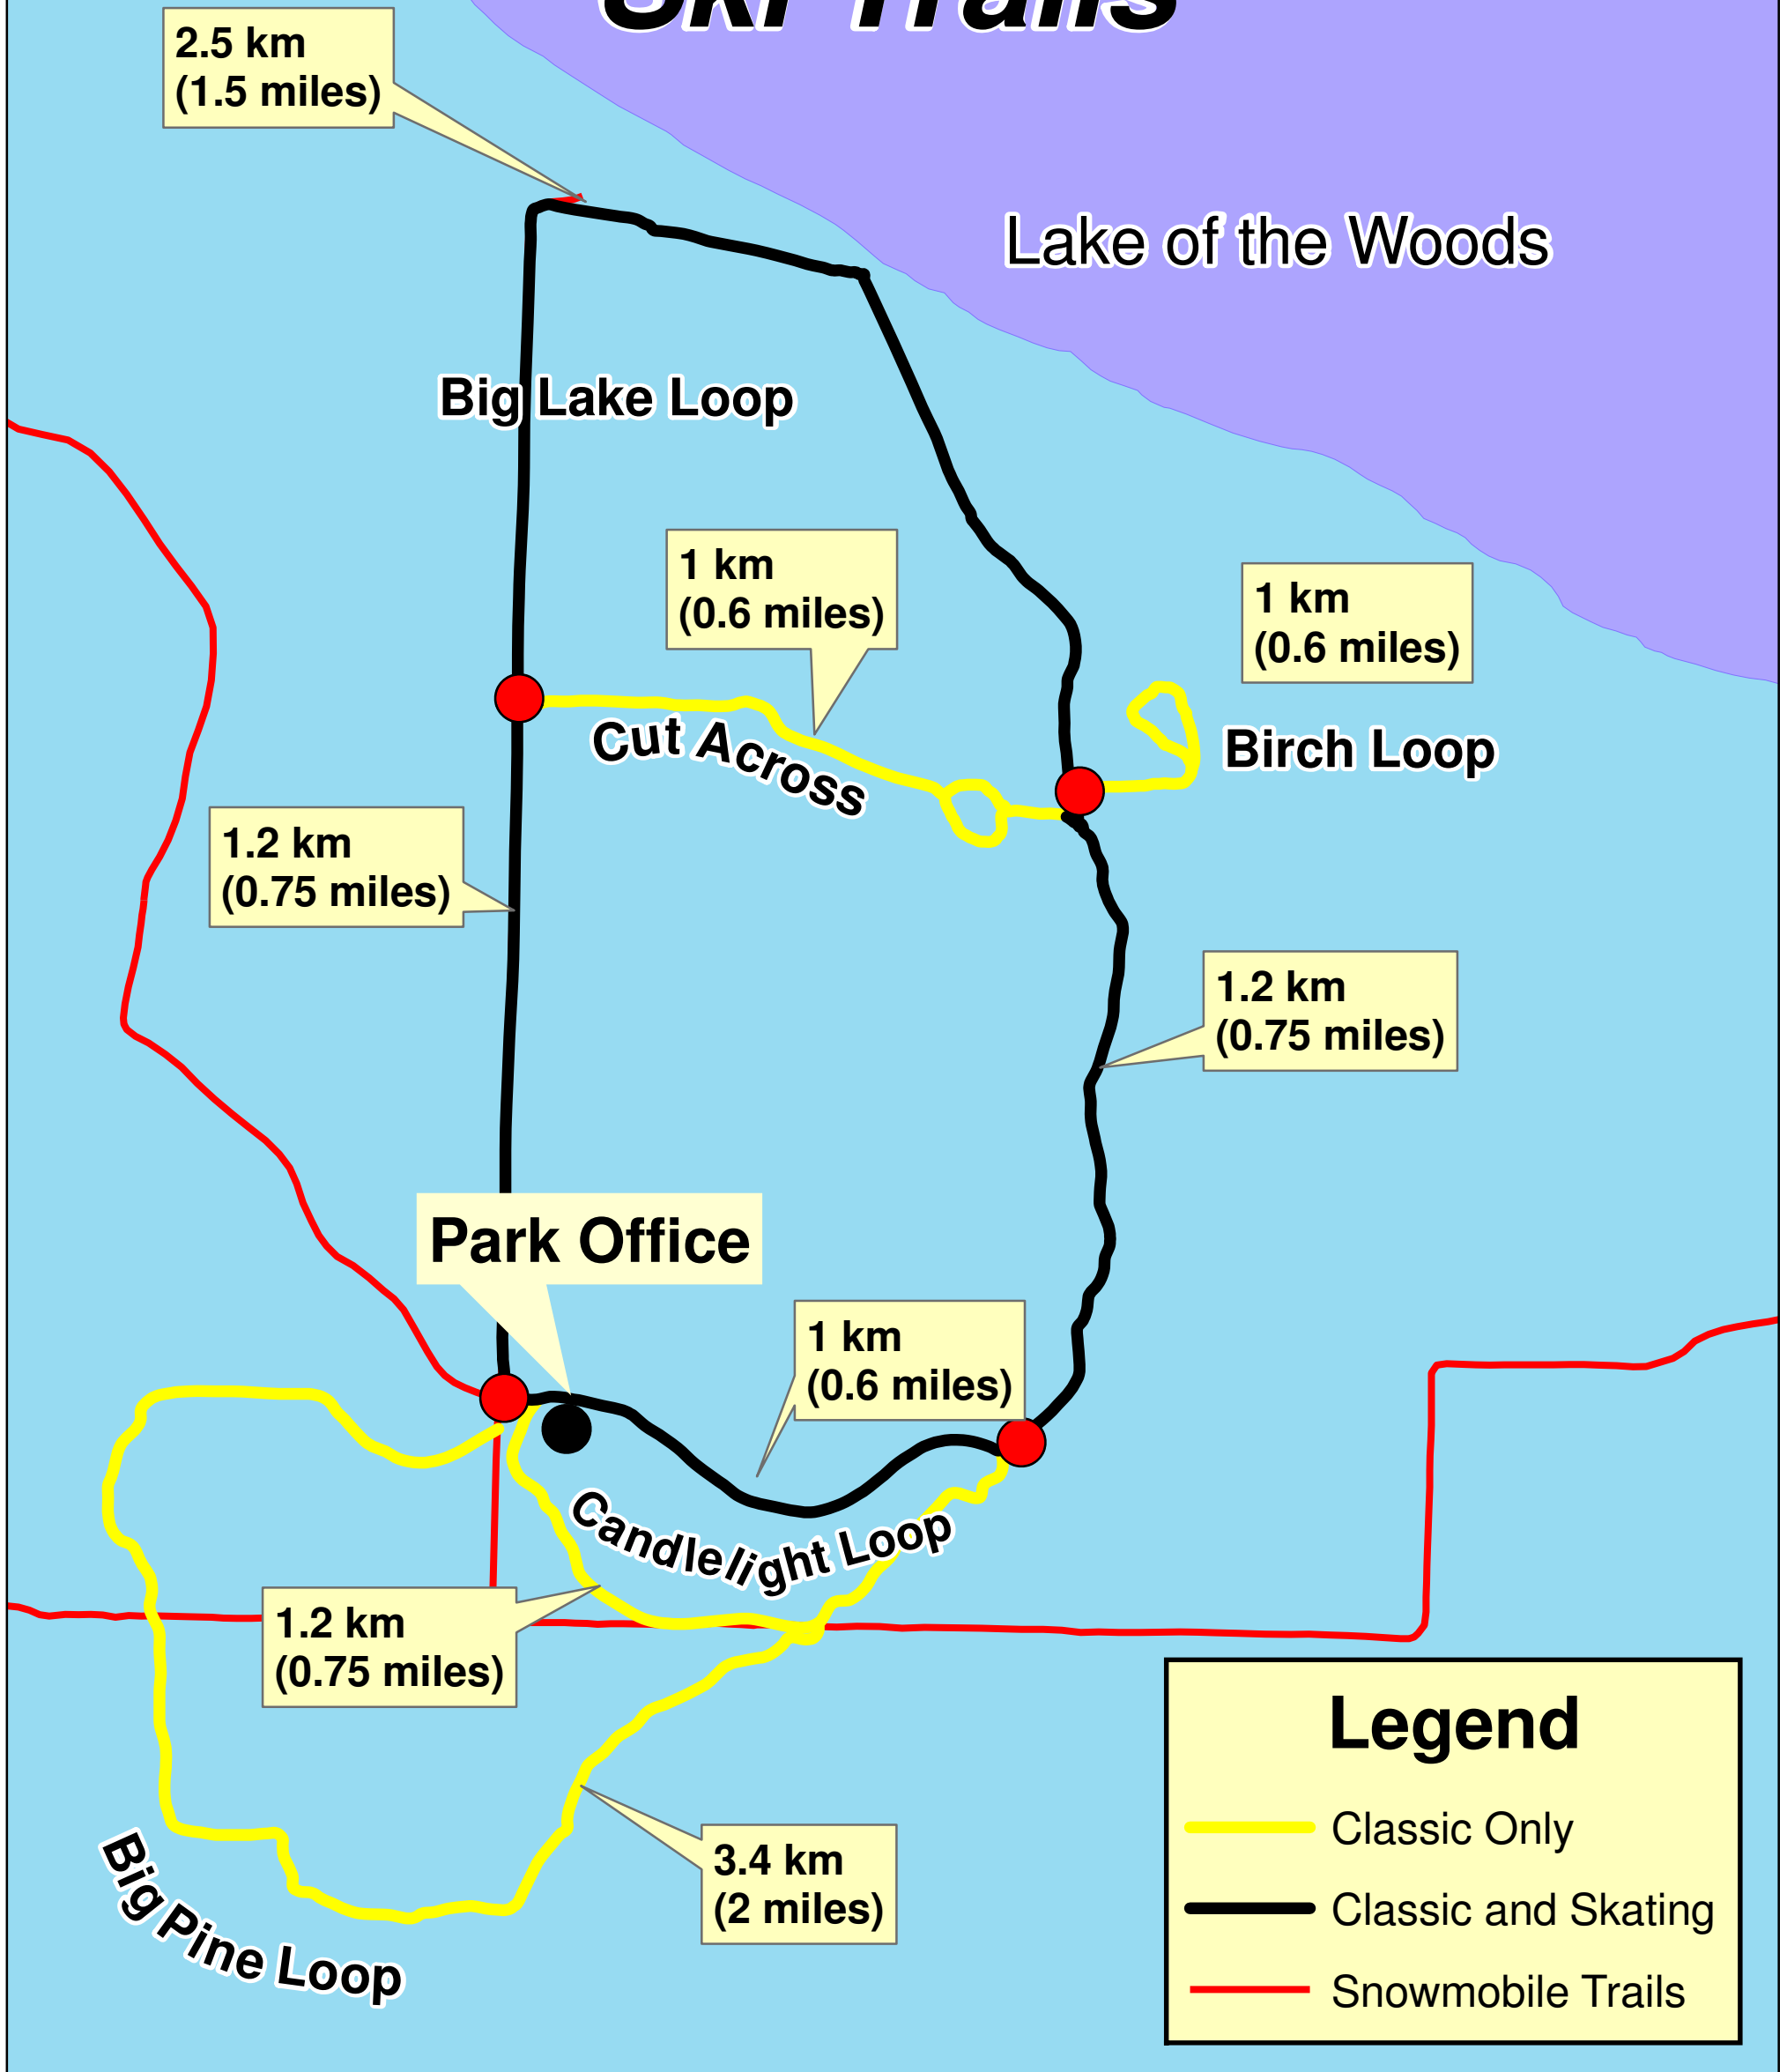 Ski Trails
2.5 km
(1.5 miles)
Lake of the Woods
Big Lake Loop
1 km
(0.6 miles)
1 km
(0.6 miles)
Cut Across
Birch Loop
1.2 km
(0.75 miles)
1.2 km
(0.75 miles)
Park Office
1 km
(0.6 miles)
Candlelight Loop
1.2 km
(0.75 miles)
Legend
Classic Only
Classic and Skating
Snowmobile Trails
3.4 km
(2 miles)
Big Pine Loop